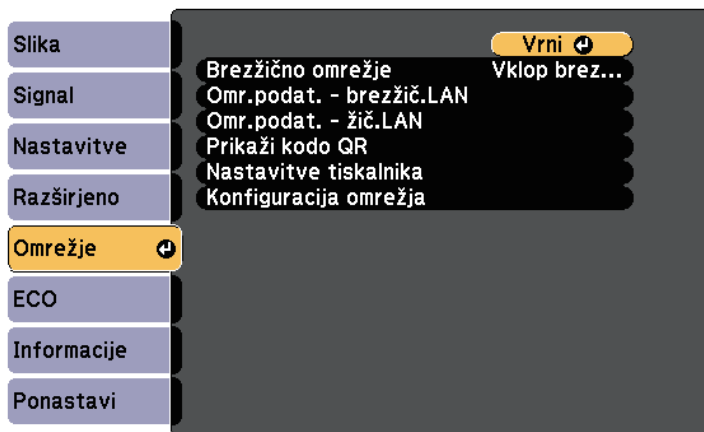 Slika
Signal
Nastavitve
Razširjeno
Omrežje
ECO
Informacije
Ponastavi
Vrni
Brezžično omrežje Vklop brez...
Omr.podat. - brezžič.LAN
Omr.podat. - žič.LAN
Prikaži kodo QR
Nastavitve tiskalnika
Konfiguracija omrežja